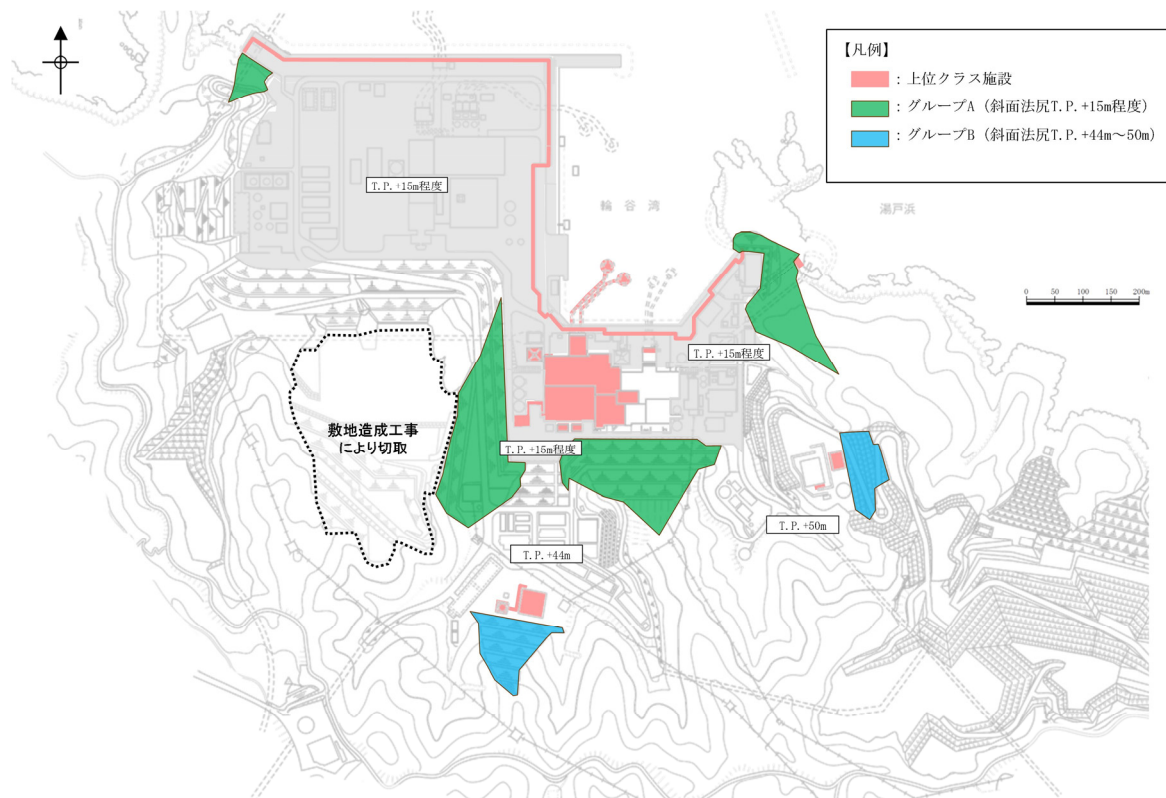 【凡例】
: 上位クラス施設
: グループA (斜面法尻T.P.+15m程度)
: グループB (斜面法尻T.P.+44m～50m)
T.P.+15m程度
輪谷湾
湯戸浜
0 50 100 150 200m
T.P.+15m程度
敷地造成工事
により切取
T.P.+15m程度
T.P.+50m
T.P.+44m